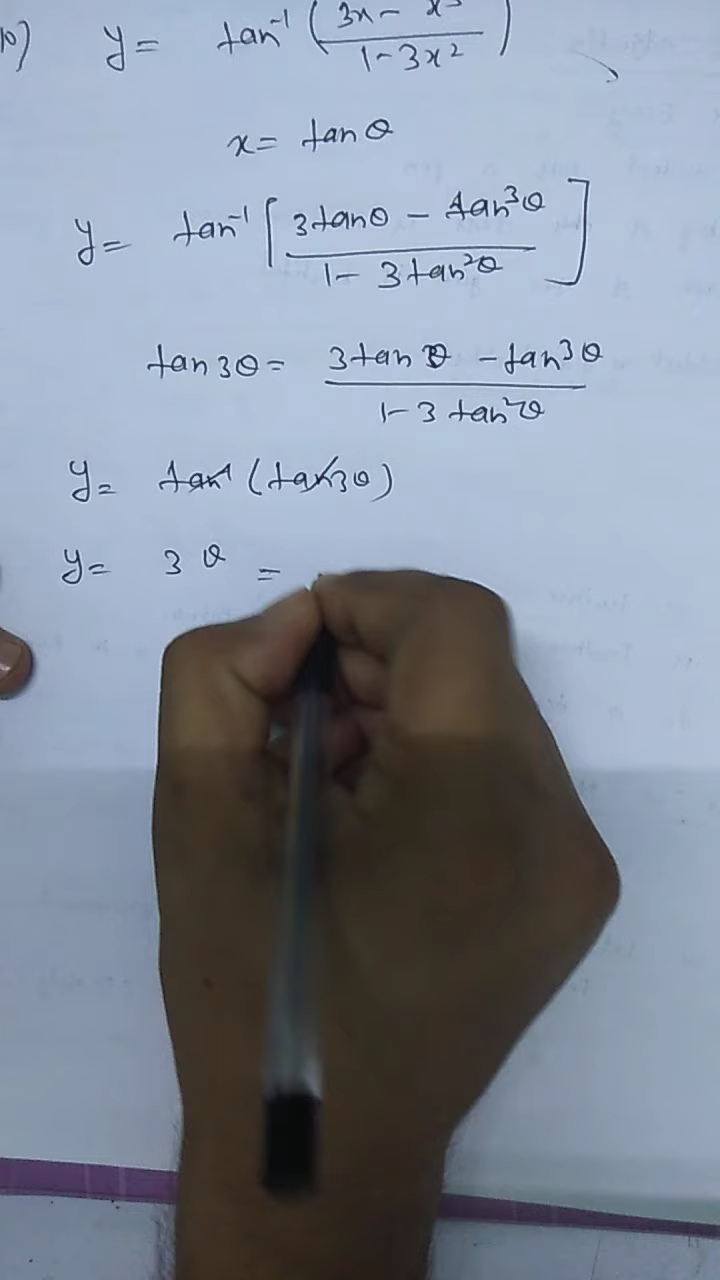 10) y = tan⁻¹ (3x - x³ / 1-3x²)
x = tanθ
y = tan⁻¹ [3tanθ - tan³θ / 1- 3tan²θ]
tan3θ = 3tanθ - tan³θ / 1- 3tan²θ
y = tan⁻¹ (tan3θ)
y = 3θ =